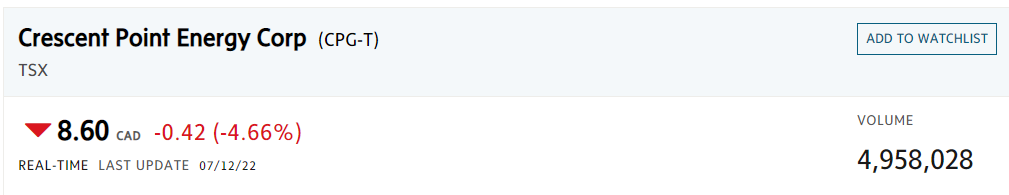 Crescent Point Energy Corp (CPG-T)
ADD TO WATCHLIST
TSX
8.60 CAD -0.42 (-4.66%)
VOLUME
REAL-TIME LAST UPDATE 07/12/22
4,958,028